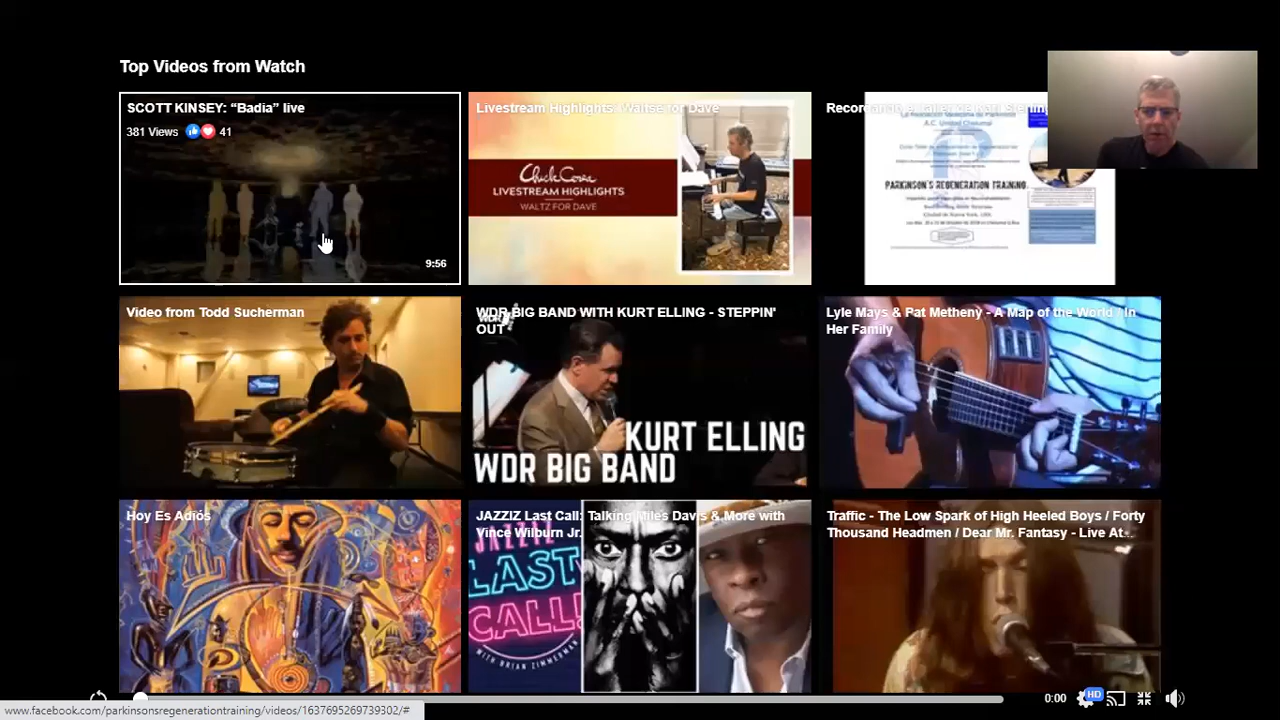 Top Videos from Watch
SCOTT KINSEY: “Badia” live
381 Views 41
9:56
Livestream Highlights: Waltse for Dave
Chick Corea
LIVESTREAM HIGHLIGHTS
WALTZ FOR DAVE
A.C. Unidad Chetumal
PARKINSON'S REGENERATION TRAINING
Video from Todd Sucherman
WDR BIG BAND WITH KURT ELLING - STEPPIN'
OUT
KURT ELLING
WDR BIG BAND
Lyle Mays & Pat Metheny - A Map of the World / In
Her Family
Hoy Es Adiós
JAZZIZ Last Call: Talking Miles Davis & More with
Vince Wilburn Jr.
JAZZIZ
LAST
CALL!
WITH BRIAN ZIMMERMAN
Traffic - The Low Spark of High Heeled Boys / Forty
Thousand Headmen / Dear Mr. Fantasy - Live At...
0:00
HD
www.facebook.com/parkinsonsregenerationtraining/videos/1637695269739302/#